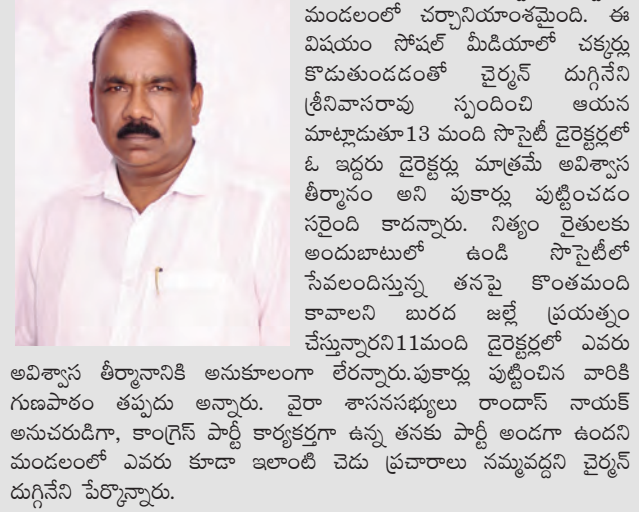 మండలంలో చర్చానియాంశమైంది. ఈ
విషయం సోషల్ మీడియాలో చక్కర్లు
కొడుతుండడంతో చైర్మన్ దుగ్గినేని
శ్రీనివాసరావు స్పందించి ఆయన
మాట్లాడుతూ13 మంది సొసైటీ డైరెక్టర్లలో
ఓ ఇద్దరు డైరెక్టర్లు మాత్రమే అవిశ్వాస
తీర్మానం అని పుకార్లు పుట్టించడం
సరైంది కాదన్నారు. నిత్యం రైతులకు
అందుబాటులో ఉండి సొసైటీలో
సేవలందిస్తున్న తనపై కొంతమంది
కావాలని బురద జల్లే ప్రయత్నం
చేస్తున్నారని11మంది డైరెక్టర్లలో ఎవరు
అవిశ్వాస తీర్మానానికి అనుకూలంగా లేరన్నారు.పుకార్లు పుట్టించిన వారికి
గుణపాఠం తప్పదు అన్నారు. వైరా శాసనసభ్యులు రాందాస్ నాయక్
అనుచరుడిగా, కాంగ్రెస్ పార్టీ కార్యకర్తగా ఉన్న తనకు పార్టీ అండగా ఉందని
మండలంలో ఎవరు కూడా ఇలాంటి చెడు ప్రచారాలు నమ్మవద్దని చైర్మన్
దుగ్గినేని పేర్కొన్నారు.